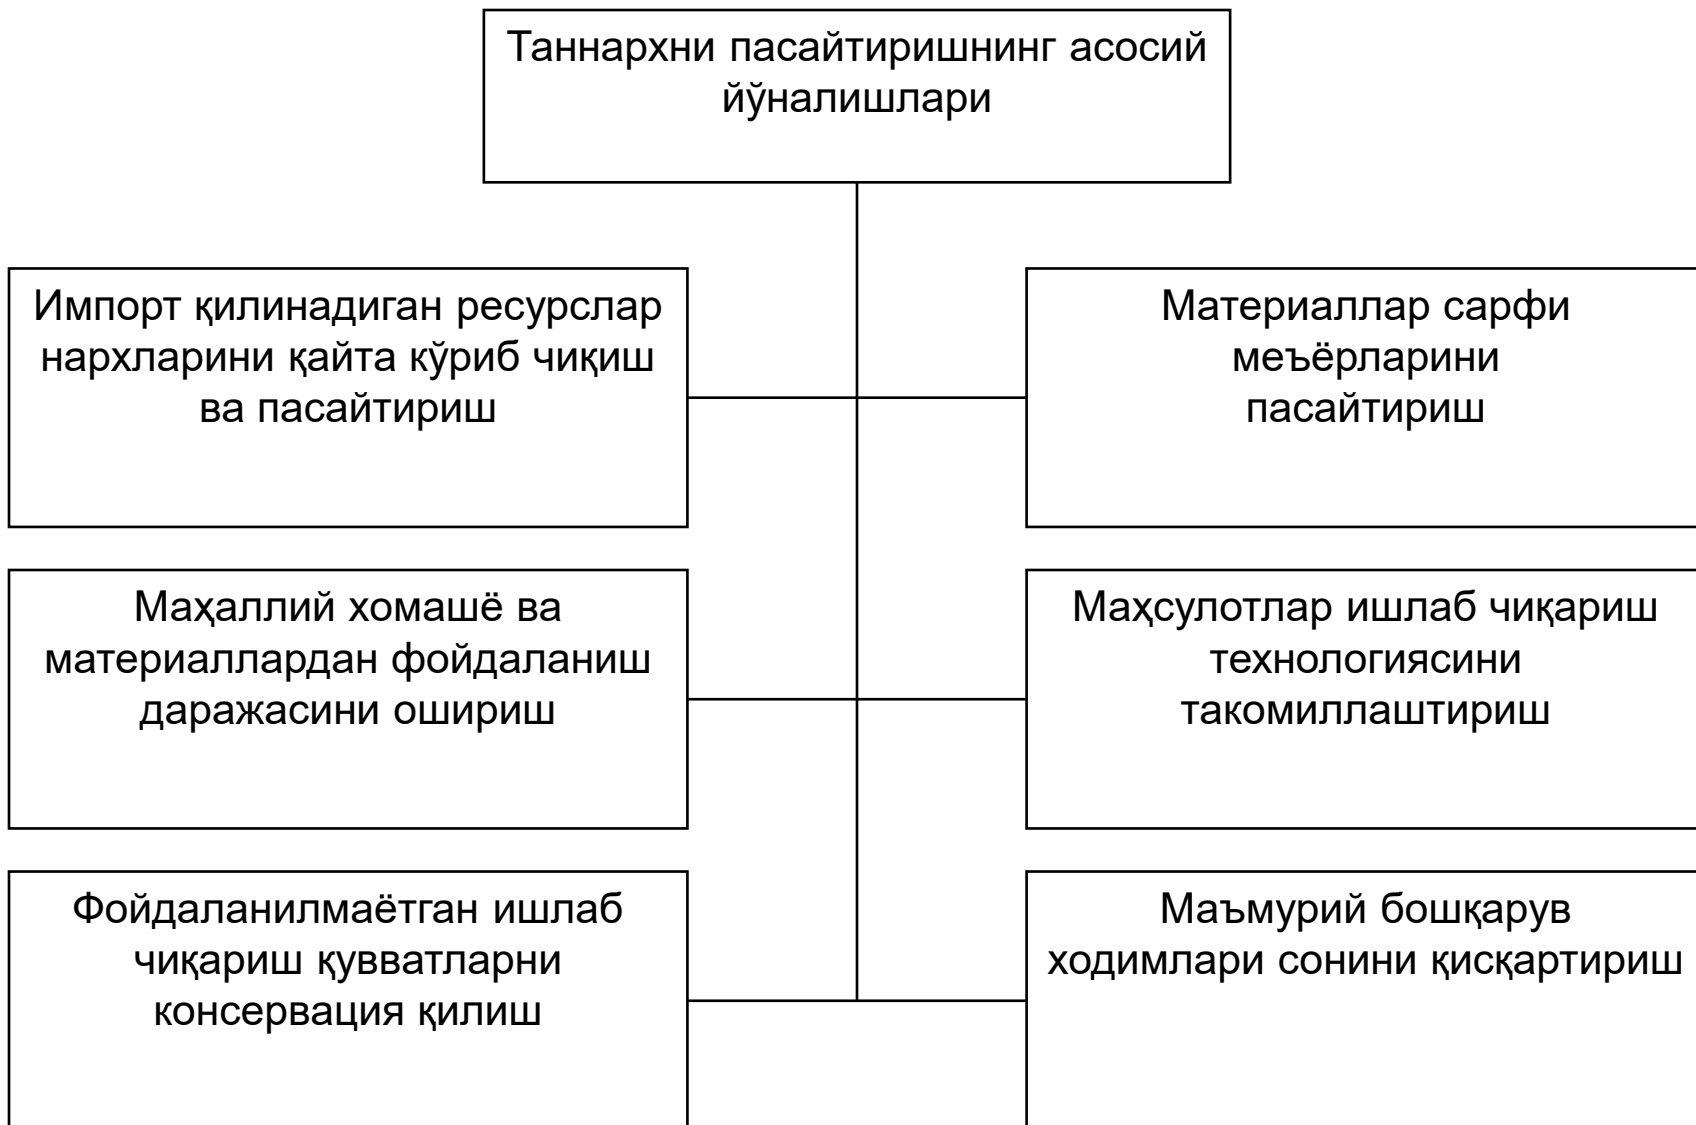 Таннархни пасайтиришнинг асосий
йўналишлари
Импорт қилинадиган ресурслар
нархларини қайта кўриб чиқиш
ва пасайтириш
Материаллар сарфи
меъёрларини
пасайтириш
Маҳаллий хомашё ва
материаллардан фойдаланиш
даражасини ошириш
Маҳсулотлар ишлаб чиқариш
технологиясини
такомиллаштириш
Фойдаланилмаётган ишлаб
чиқариш қувватларни
консервация қилиш
Маъмурий бошқарув
ходимлари сонини қисқартириш